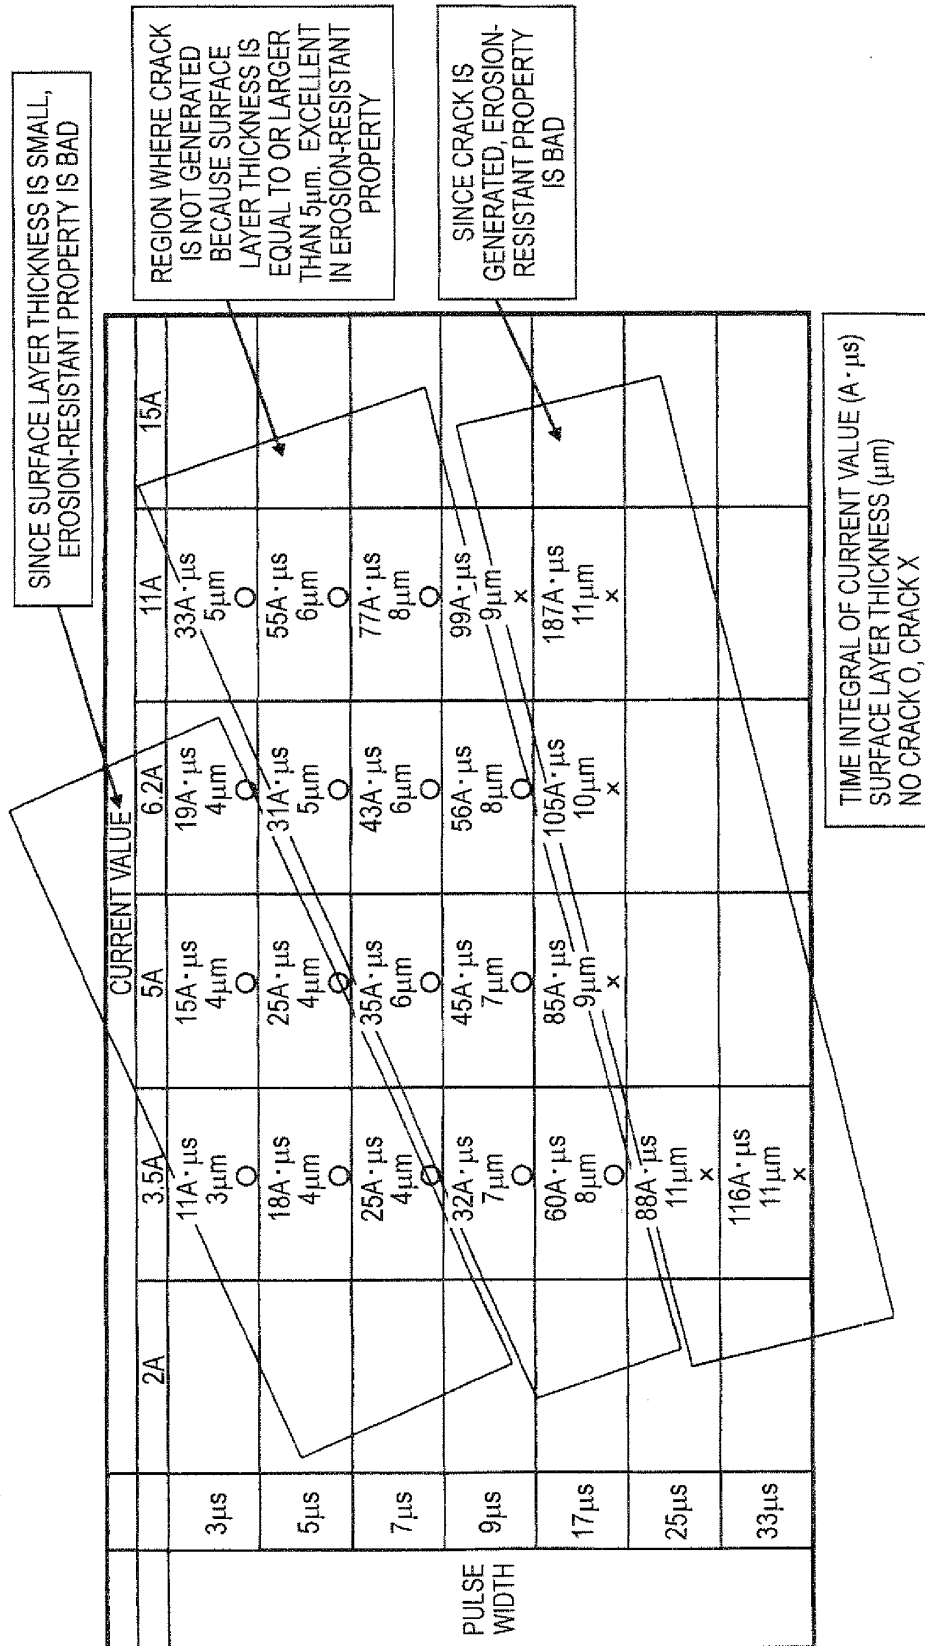 SINCE SURFACE LAYER THICKNESS IS SMALL,
EROSION-RESISTANT PROPERTY IS BAD
REGION WHERE CRACK
IS NOT GENERATED
BECAUSE SURFACE
LAYER THICKNESS IS
EQUAL TO OR LARGER
THAN 5μm. EXCELLENT
IN EROSION-RESISTANT
PROPERTY
SINCE CRACK IS
GENERATED, EROSION-
RESISTANT PROPERTY
IS BAD
CURRENT VALUE
2A 3.5A 5A 6.2A 11A 15A
PULSE
WIDTH
3μs
11A·μs 15A·μs 19A·μs 33A·μs
3μm 4μm 4μm 5μm
O O O
5μs
18A·μs 25A·μs 31A·μs 55A·μs
4μm 4μm 5μm 6μm
O O O O
7μs
25A·μs 35A·μs 43A·μs 77A·μs
4μm 6μm 6μm 8μm
O O O O
9μs
32A·μs 45A·μs 56A·μs 99A·μs
7μm 7μm 8μm 9μm
O O O x
17μs
60A·μs 85A·μs 105A·μs 187A·μs
8μm 9μm 10μm 11μm
O x x
25μs
88A·μs
11μm
x
33μs
116A·μs
11μm
x
TIME INTEGRAL OF CURRENT VALUE (A·μs)
SURFACE LAYER THICKNESS (μm)
NO CRACK O, CRACK X